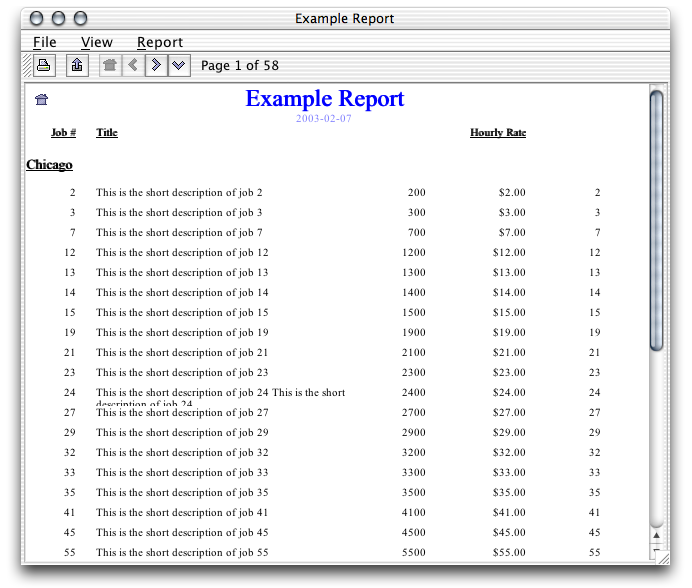 Example Report
File View Report
Page 1 of 58
Example Report
2003-02-07
Job # Title Hourly Rate
Chicago
2 This is the short description of job 2 200 $2.00 2
3 This is the short description of job 3 300 $3.00 3
7 This is the short description of job 7 700 $7.00 7
12 This is the short description of job 12 1200 $12.00 12
13 This is the short description of job 13 1300 $13.00 13
14 This is the short description of job 14 1400 $14.00 14
15 This is the short description of job 15 1500 $15.00 15
19 This is the short description of job 19 1900 $19.00 19
21 This is the short description of job 21 2100 $21.00 21
23 This is the short description of job 23 2300 $23.00 23
24 This is the short description of job 24 This is the short 2400 $24.00 24
description of job 24
27 This is the short description of job 27 2700 $27.00 27
29 This is the short description of job 29 2900 $29.00 29
32 This is the short description of job 32 3200 $32.00 32
33 This is the short description of job 33 3300 $33.00 33
35 This is the short description of job 35 3500 $35.00 35
41 This is the short description of job 41 4100 $41.00 41
45 This is the short description of job 45 4500 $45.00 45
55 This is the short description of job 55 5500 $55.00 55